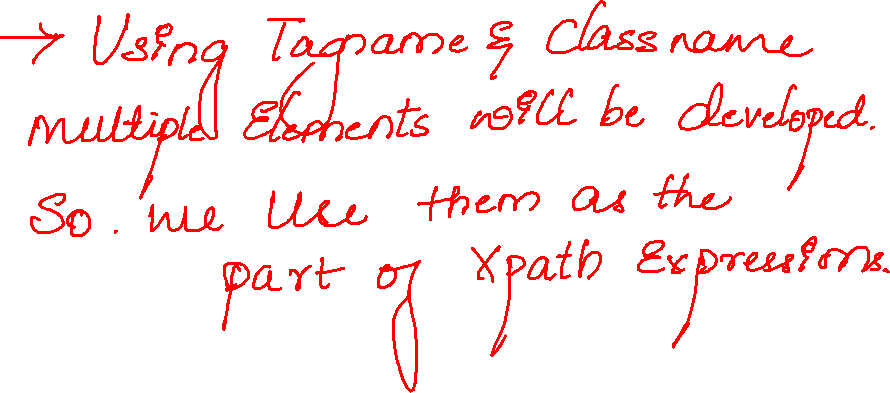 → Using Tagname & Classname
Multiple Elements will be developed.
So. we use them as the
part of Xpath Expressions.